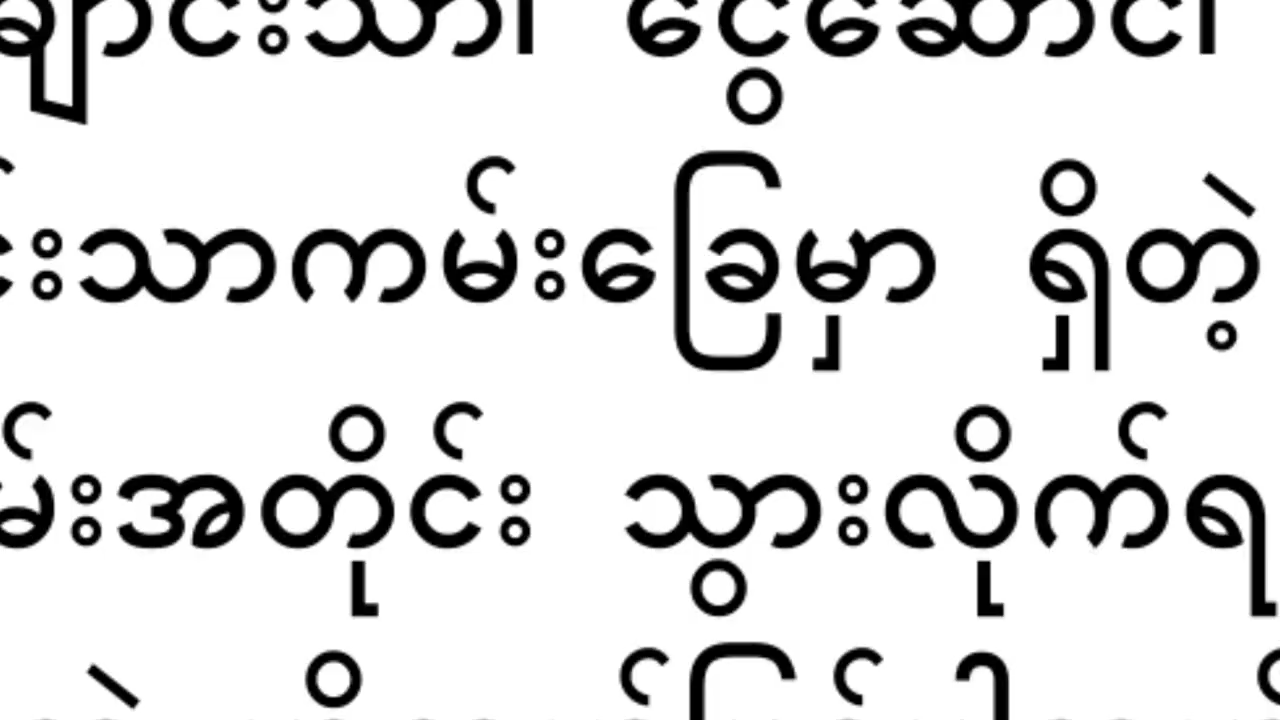 ချောင်းသာ၊ ငွေဆောင်၊
းသာကမ်းခြေမှာ ရှိတဲ့
မ်းအတိုင်း သွားလိုက်ရ